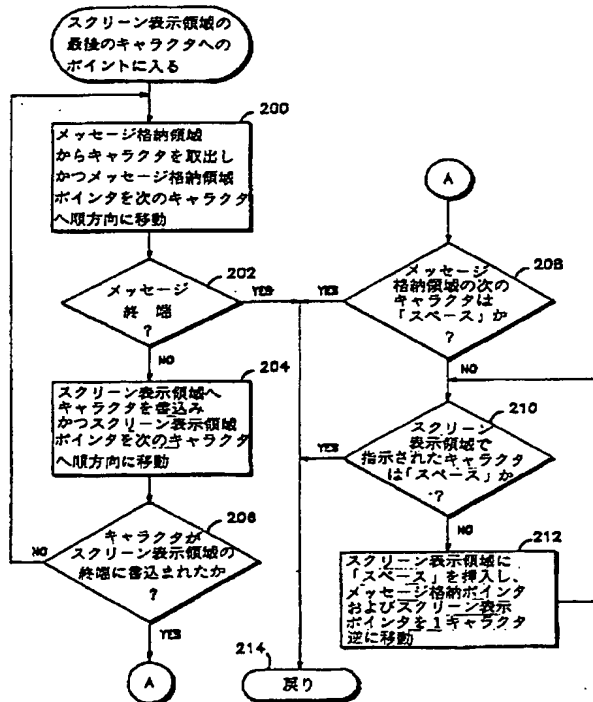 スクリーン表示領域の
最後のキャラクタへの
ポイントに入る
200
メッセージ格納領域
からキャラクタを取出し
かつメッセージ格納領域
ポインタを次のキャラクタ
へ順方向に移動
202
メッセージ
終端
?
YES
NO
204
スクリーン表示領域へ
キャラクタを書込み
かつスクリーン表示領域
ポインタを次のキャラクタ
へ順方向に移動
206
キャラクタが
スクリーン表示領域の
終端に書込まれたか
?
NO
YES
A
A
208
メッセージ
格納領域の次の
キャラクタは
「スペース」か
?
YES
NO
210
スクリーン
表示領域で
指示されたキャラクタ
は「スペース」か
?
YES
NO
212
スクリーン表示領域に
「スペース」を挿入し、
メッセージ格納ポインタ
およびスクリーン表示
ポインタを1キャラクタ
逆に移動
214
戻り